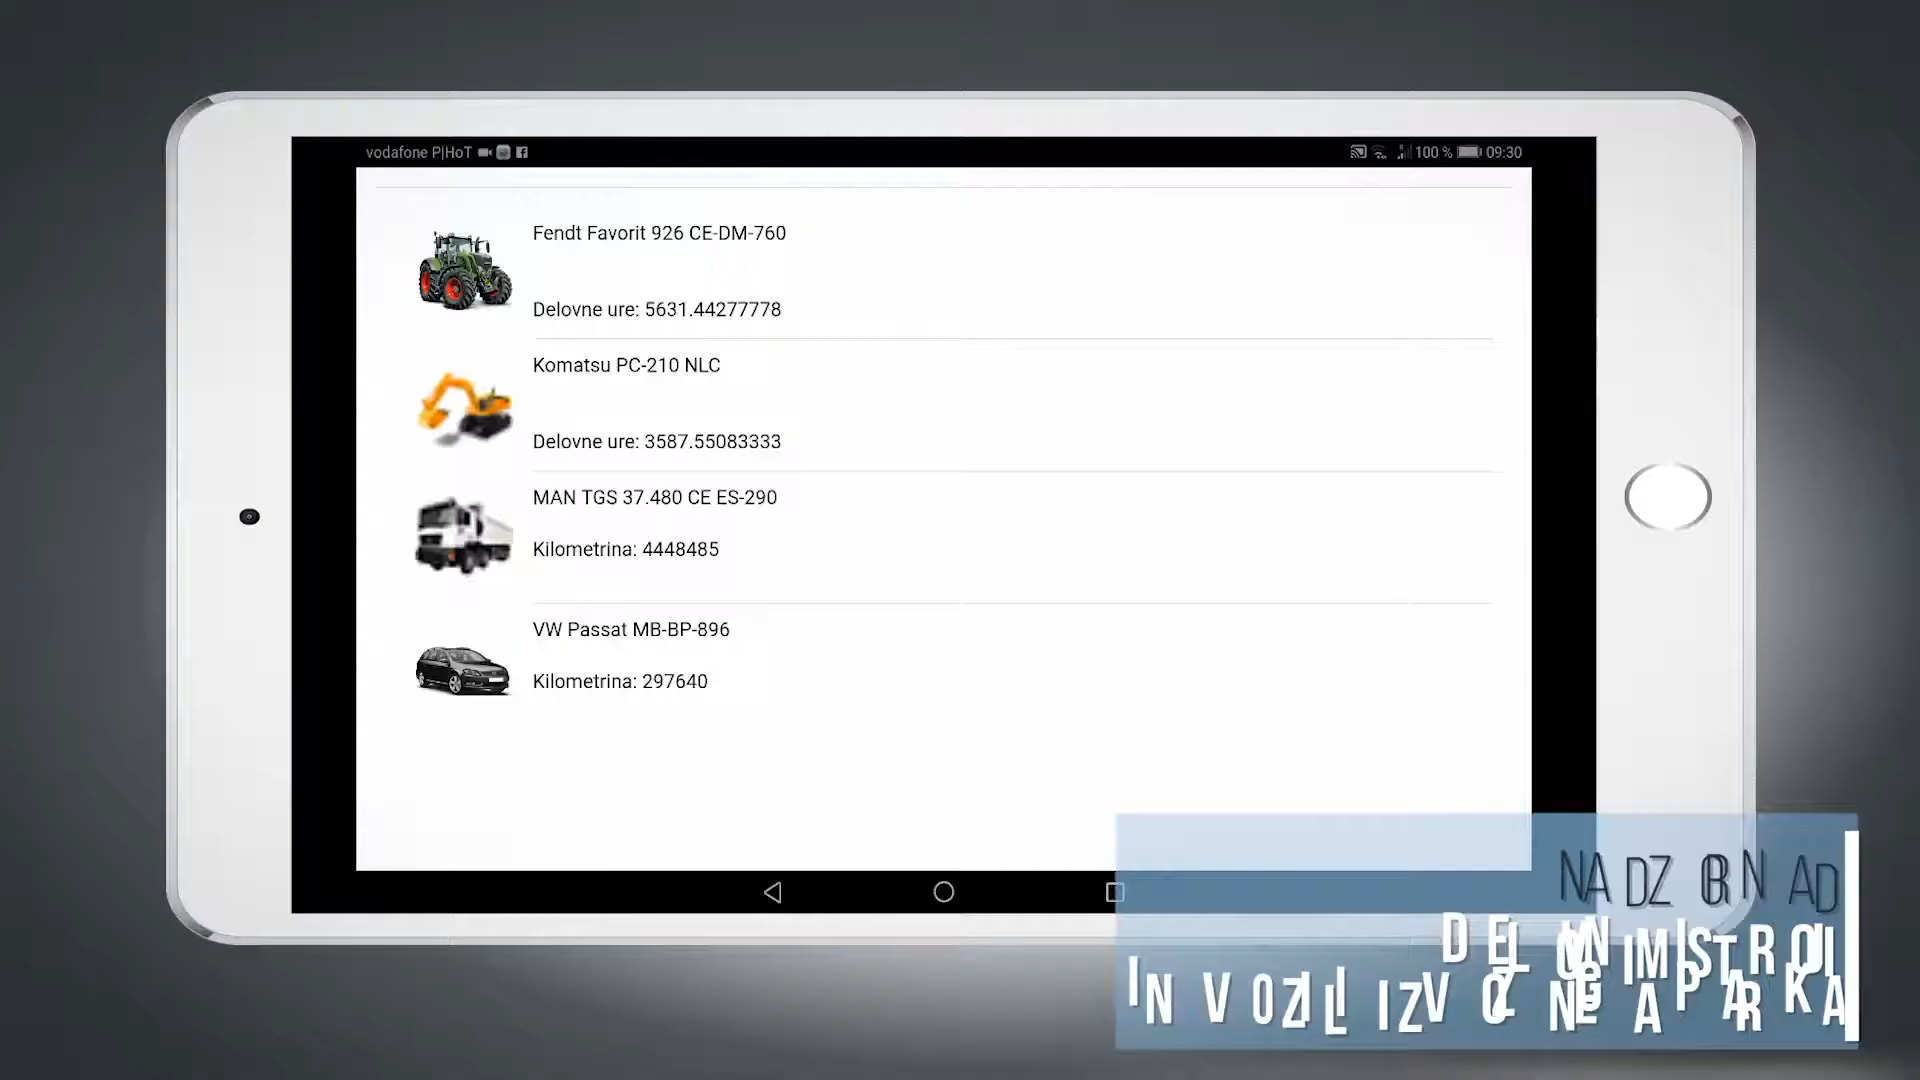 vodafone P|HoT
100 % 09:30
Fendt Favorit 926 CE-DM-760
Delovne ure: 5631.44277778
Komatsu PC-210 NLC
Delovne ure: 3587.55083333
MAN TGS 37.480 CE ES-290
Kilometrina: 4448485
VW Passat MB-BP-896
Kilometrina: 297640
NAD
IN